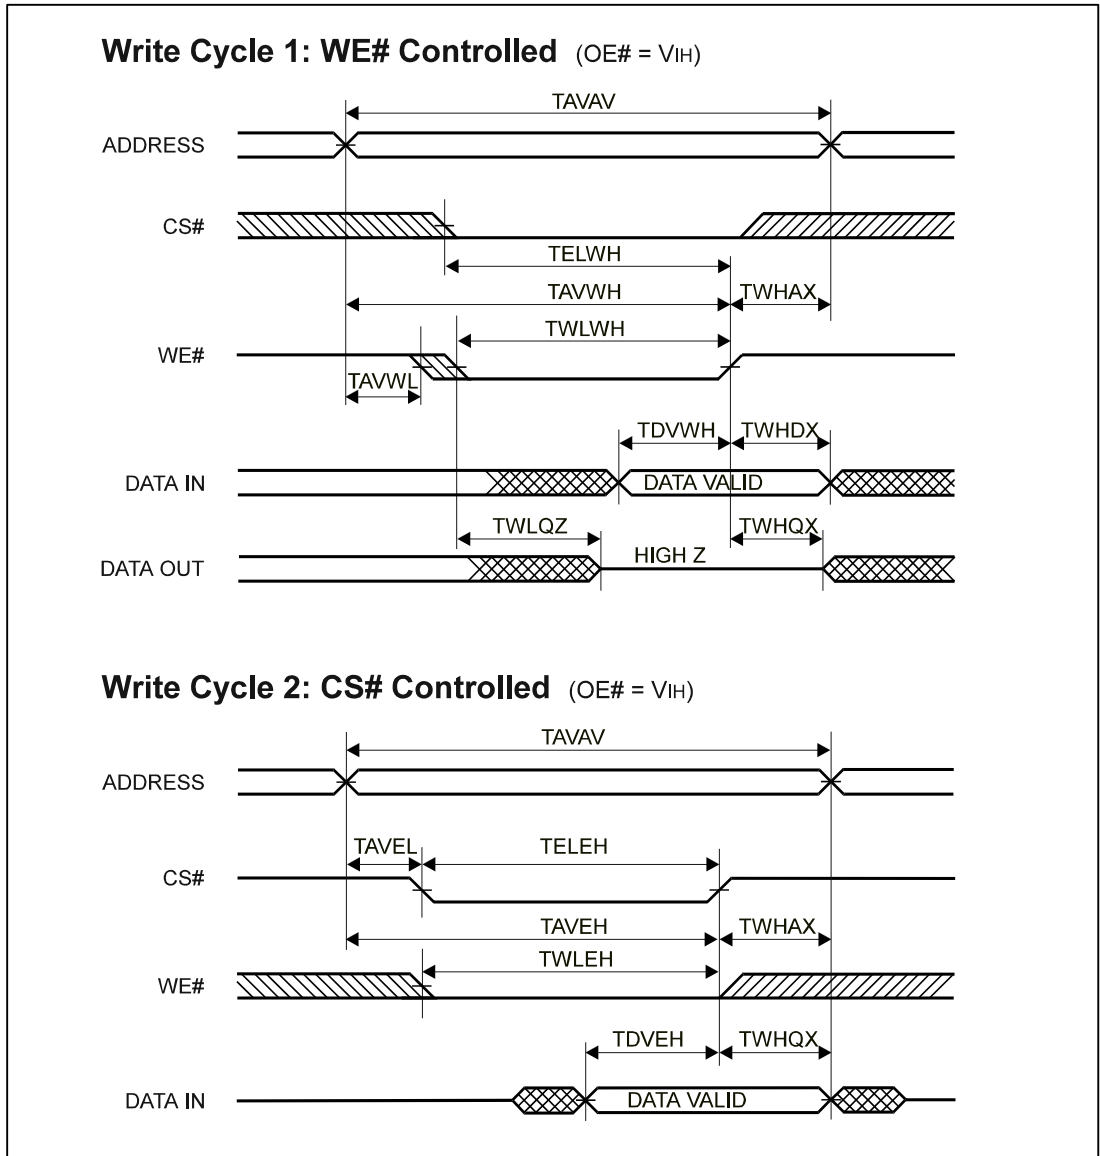 Write Cycle 1: WE# Controlled (OE# = VIH)
TAVAV
ADDRESS
CS#
TELWH
TAVWH TWHAX
TWLWH
WE#
TAVWL
TDVWH TWHDX
DATA IN DATA VALID
TWLQZ TWHQX
HIGH Z
DATA OUT
Write Cycle 2: CS# Controlled (OE# = VIH)
TAVAV
ADDRESS
TAVEL TELEH
CS#
TAVEH TWHAX
TWLEH
WE#
TDVEH TWHQX
DATA IN DATA VALID